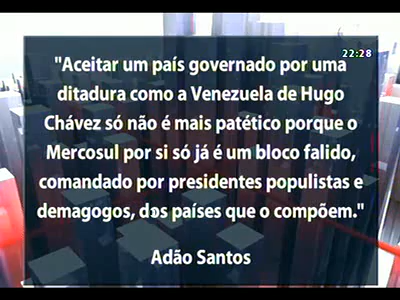 22:28
"Aceitar um país governado por uma
ditadura como a Venezuela de Hugo
Chávez só não é mais patético porque o
Mercosul por si só já é um bloco falido,
comandado por presidentes populistas e
demagogos, dos países que o compõem."
Adão Santos